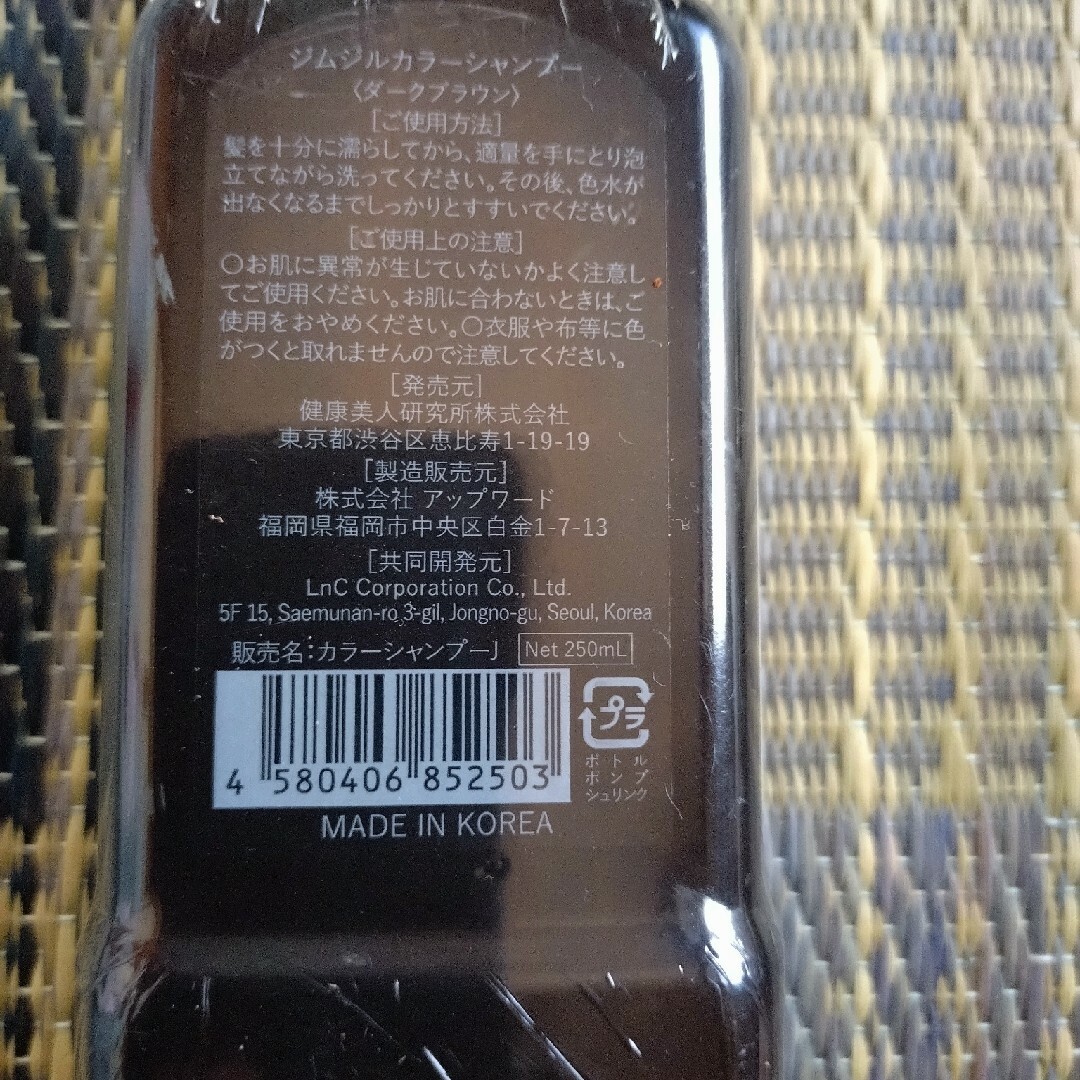 ジムジルカラーシャンプー
〈ダークブラウン〉
[ご使用方法]
髪を十分に濡らしてから、適量を手にとり泡
立てながら洗ってください。その後、色水が
出なくなるまでしっかりとすすいでください。
[ご使用上の注意]
○お肌に異常が生じていないかよく注意し
てご使用ください。お肌に合わないときは、ご
使用をおやめください。○衣服や布等に色
がつくと取れませんので注意してください。
[発売元]
健康美人研究所株式会社
東京都渋谷区恵比寿1-19-19
[製造販売元]
株式会社 アップワード
福岡県福岡市中央区白金1-7-13
[共同開発元]
LnC Corporation Co., Ltd.
5F 15, Saemunan-ro 3-gil, Jongno-gu, Seoul, Korea
販売名:カラーシャンプーJ Net 250mL
プラ
ボトル
ポンプ
シュリンク
4 580406 852503
MADE IN KOREA